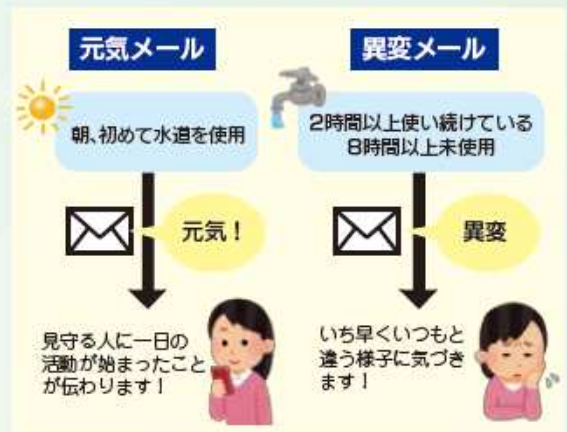 元気メール
朝、初めて水道を使用
元気！
見守る人に一日の
活動が始まったこと
が伝わります！
異変メール
2時間以上使い続けている
8時間以上未使用
異変
いち早くいつもと
違う様子に気づき
ます！